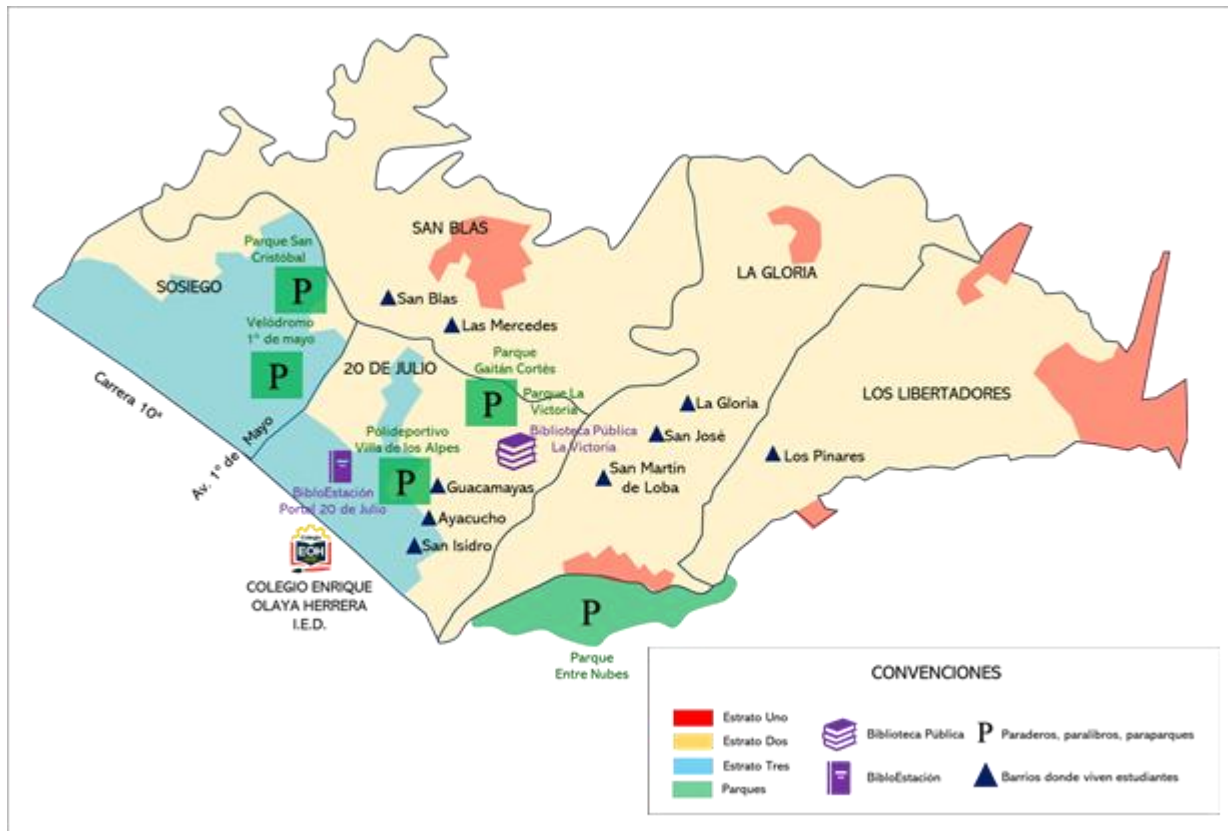 SAN BLAS
Parque San
Cristóbal
P
SOSIEGO
LA GLORIA
San Blas
Velódromo
1° de mayo
Las Mercedes
P
20 DE JULIO
Parque
Gaitán Cortés
P
Parque La
Victoria
Carrera 10ª
LOS LIBERTADORES
La Gloria
Av. 1° de Mayo
Polideportivo
Villa de los Alpes
Biblioteca Pública
La Victoria
San José
Los Pinares
P
San Martín
de Loba
BibloEstación
Portal 20 de Julio
Guacamayas
Ayacucho
San Isidro
Colegio
EOH
COLEGIO ENRIQUE
OLAYA HERRERA
I.E.D.
P
Parque
Entre Nubes
CONVENCIONES
Estrato Uno
Estrato Dos
Estrato Tres
Parques
Biblioteca Pública
BibloEstación
P Paraderos, paralibros, paraparques
Barrios donde viven estudiantes